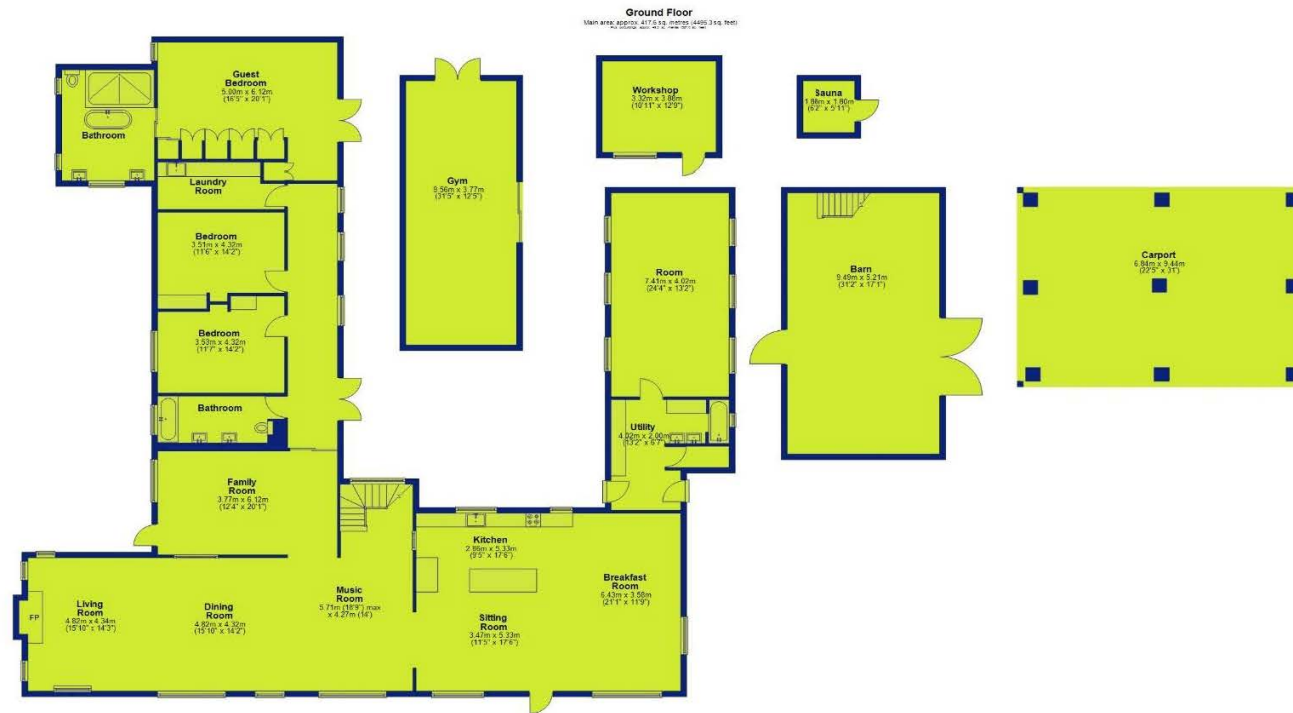 Ground Floor
Main area: approx. 417.6 sq. metres (4495.3 sq. feet)
Guest
Bedroom
5.00m x 6.12m
(16'5" x 20'1")
Bathroom
Laundry
Room
Bedroom
3.51m x 4.32m
(11'6" x 14'2")
Bedroom
3.53m x 4.32m
(11'7" x 14'2")
Bathroom
Family
Room
3.77m x 6.12m
(12'4" x 20'1")
Living
Room
4.82m x 4.34m
(15'10" x 14'3")
FP
Dining
Room
4.82m x 4.32m
(15'10" x 14'2")
Music
Room
5.71m (18'9") max
x 4.27m (14')
Kitchen
2.86m x 5.33m
(9'5" x 17'6")
Sitting
Room
3.47m x 5.33m
(11'5" x 17'6")
Breakfast
Room
6.43m x 3.58m
(21'1" x 11'9")
Utility
4.02m x 2.00m
(13'2" x 6'7")
Room
7.41m x 4.02m
(24'4" x 13'2")
Gym
9.56m x 3.77m
(31'5" x 12'5")
Workshop
3.32m x 3.88m
(10'11" x 12'9")
Sauna
1.88m x 1.80m
(6'2" x 5'11")
Barn
9.49m x 5.21m
(31'2" x 17'1")
Carport
6.84m x 9.44m
(22'5" x 31')